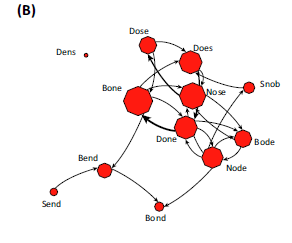 (B)
Dose
Does
Dens
Snob
Bone
Nose
Done
Bode
Bend
Node
Send
Bond